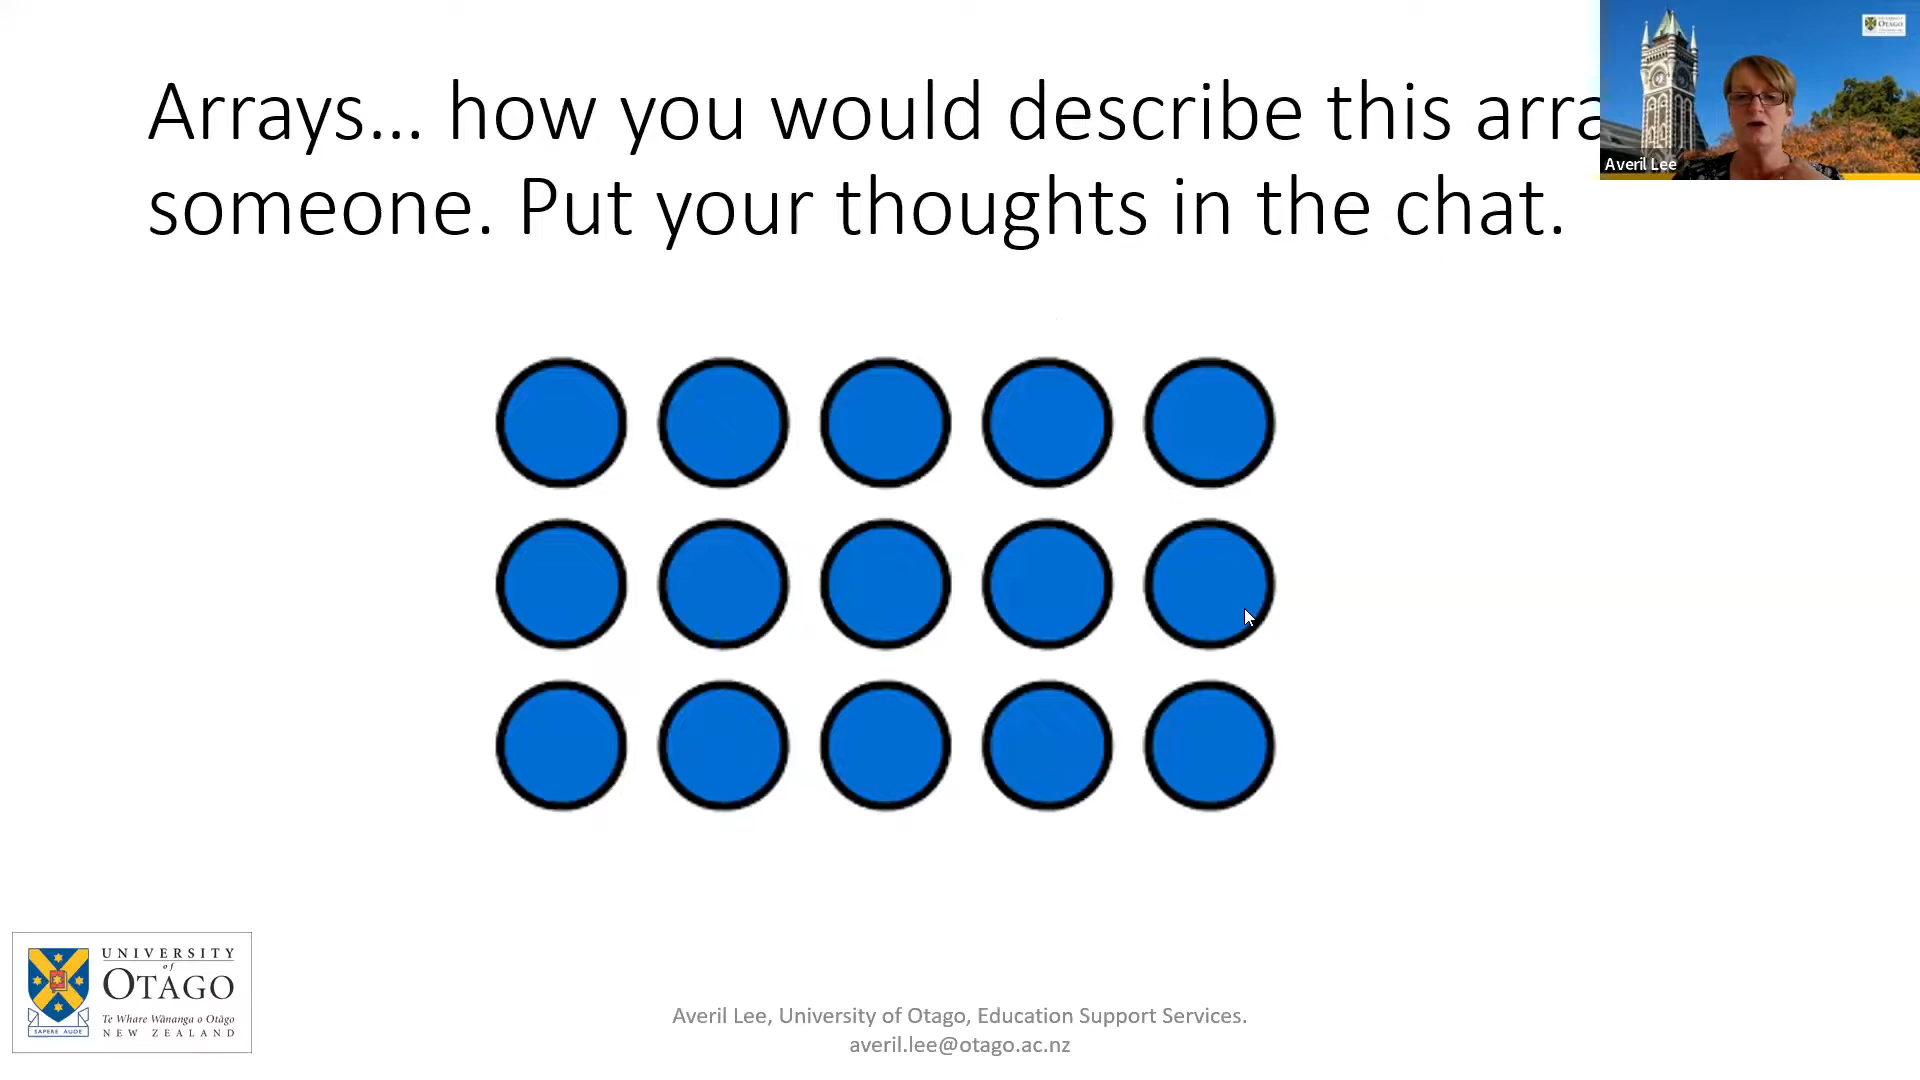 Arrays... how you would describe this arra
someone. Put your thoughts in the chat.
Averil Lee
OTAGO
UNIVERSITY
of
OTAGO
Te Whare Wānanga o Otāgo
NEW ZEALAND
SAPERE AUDE
Averil Lee, University of Otago, Education Support Services.
averil.lee@otago.ac.nz